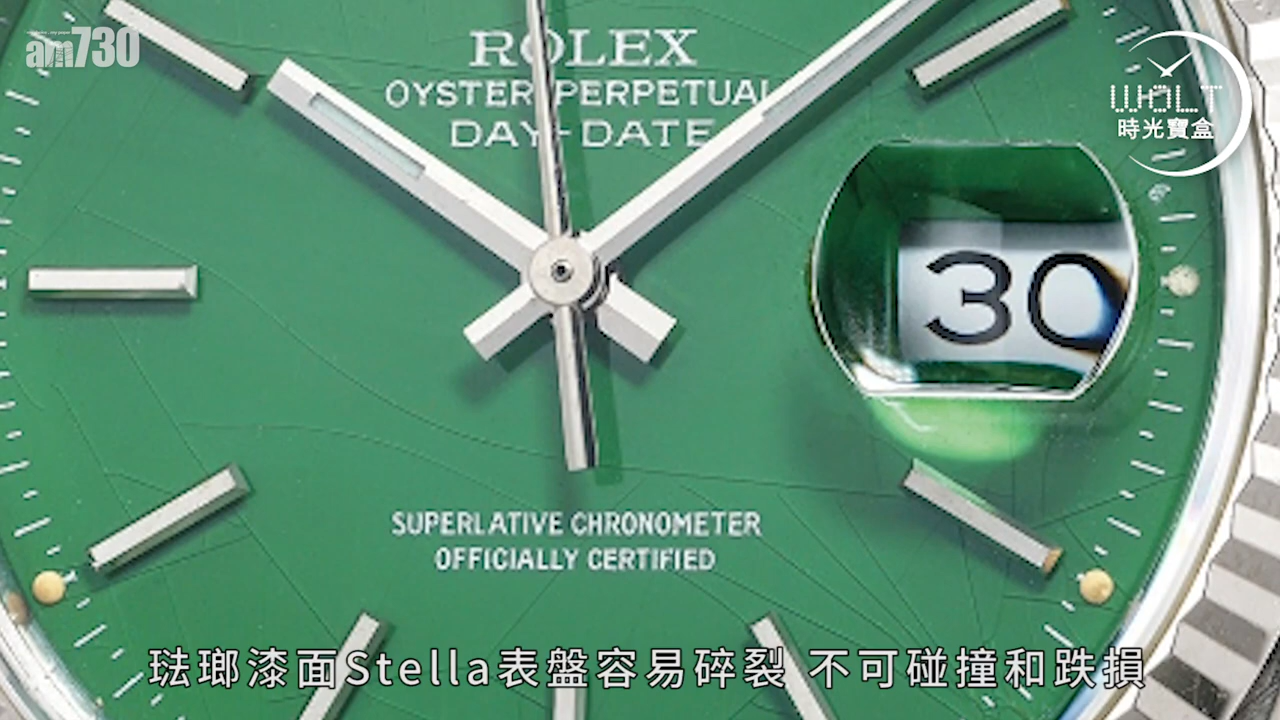 am730
ROLEX
OYSTER PERPETUAL
DAY-DATE
WOLT
時光寶盒
30
SUPERLATIVE CHRONOMETER
OFFICIALLY CERTIFIED
琺瑯漆面Stella表盤容易碎裂 不可碰撞和跌損